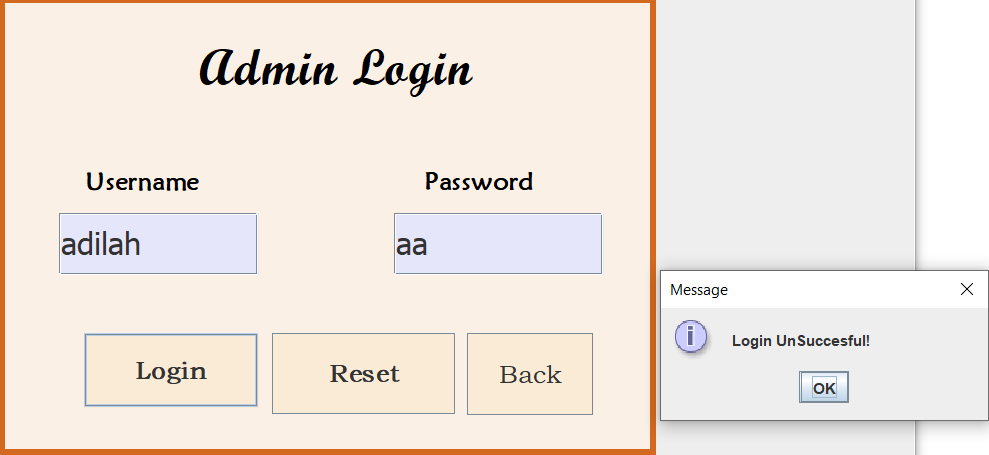 Admin Login
Username
Password
adilah
aa
Login
Reset
Back
Message
i
Login UnSuccesful!
OK